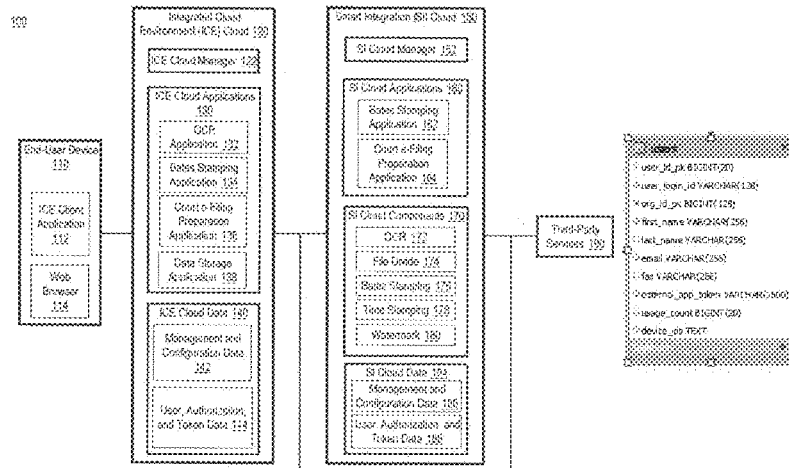 100
Integrated Cloud
Environment (ICE) Cloud 120
ICE Cloud Manager 122
ICE Cloud Applications
130
OCR
Application 132
Bates Stamping
Application 134
Court e-Filing
Preparation
Application 136
Data Storage
Application 138
ICE Cloud Data 140
Management and
Configuration Data
142
User, Authorization,
and Token Data 144
Smart Integration (SI) Cloud 150
SI Cloud Manager 152
SI Cloud Applications 160
Bates Stamping
Application 162
Court e-Filing
Preparation
Application 164
SI Cloud Components 170
OCR 172
File Divide 174
Bates Stamping 176
Time Stamping 178
Watermark 180
SI Cloud Data 184
Management and
Configuration Data 186
User, Authorization, and
Token Data 188
End-User Device
110
ICE Client
Application
112
Web
Browser
114
Third-Party
Services 190
users
user_id_pk BIGINT(20)
user_login_id VARCHAR(128)
org_id_pk BIGINT(128)
first_name VARCHAR(256)
last_name VARCHAR(256)
email VARCHAR(256)
fax VARCHAR(256)
external_app_token VARCHAR(500)
usage_count BIGINT(20)
TEXT